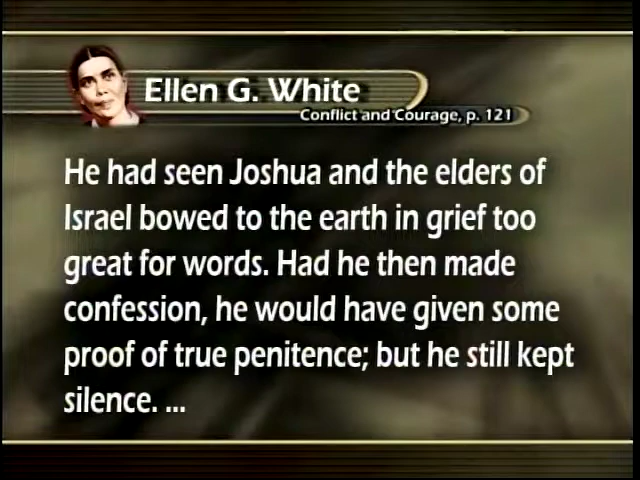 Ellen G. White
Conflict and Courage, p. 121
He had seen Joshua and the elders of
Israel bowed to the earth in grief too
great for words. Had he then made
confession, he would have given some
proof of true penitence; but he still kept
silence. ...